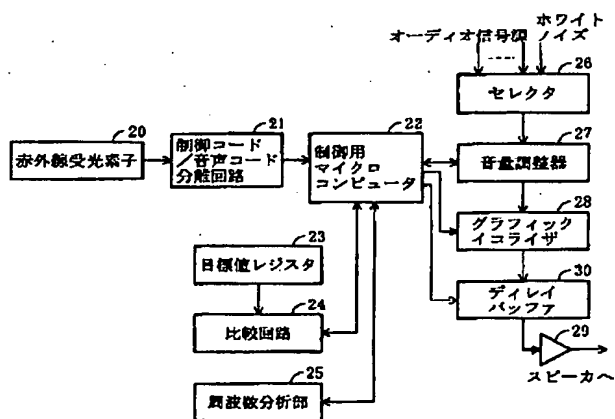 オーディオ信号源
ホワイト
ノイズ
26
セレクタ
20
赤外線受光素子
21
制御コード
/音声コード
分離回路
22
制御用
マイクロ
コンピュータ
27
音量調整器
28
グラフィック
イコライザ
23
目標値レジスタ
30
ディレイ
バッファ
24
比較回路
29
スピーカへ
25
周波数分析部